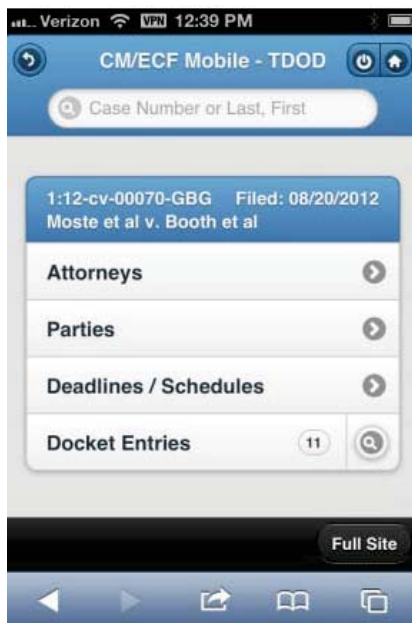 Verizon VPN 12:39 PM
CM/ECF Mobile - TDOD
Case Number or Last, First
1:12-cv-00070-GBG Filed: 08/20/2012
Moste et al v. Booth et al
Attorneys
Parties
Deadlines / Schedules
Docket Entries 11
Full Site